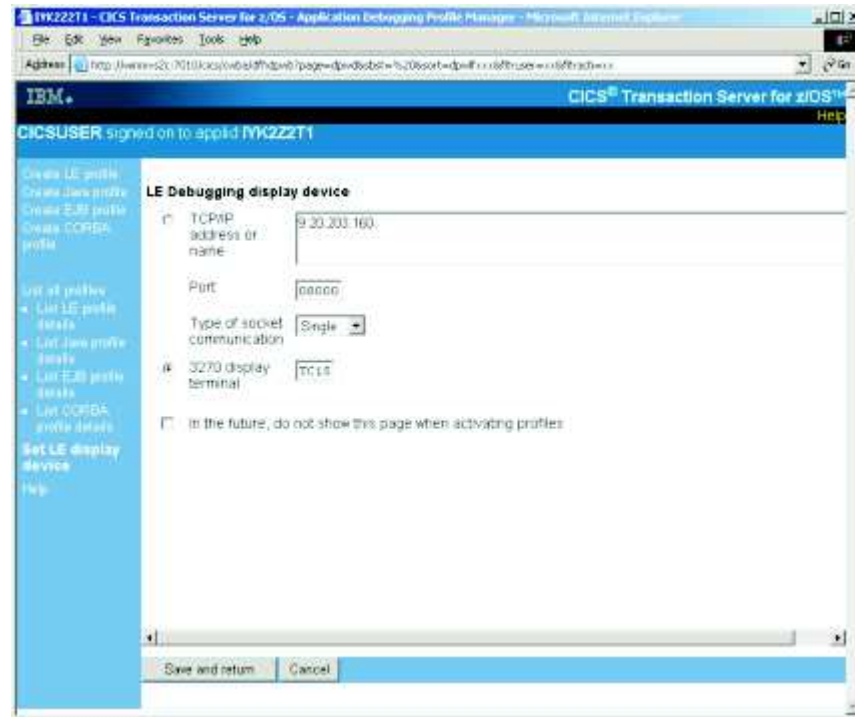 IYK2Z2T1 - CICS Transaction Server for z/OS - Application Debugging Profile Manager - Microsoft Internet Explorer
File Edit View Favorites Tools Help
Address
Go
IBM.
CICS® Transaction Server for z/OS™
Help
CICSUSER signed on to applid IYK2Z2T1
Create LE profile
Create Java profile
Create EJB profile
Create CORBA
profile
List all profiles
List LE profile
details
List Java profile
details
List EJB profile
details
List CORBA
profile details
Set LE display
device
Help
LE Debugging display device
TCP/IP
address or
name
9.20.203.160
Port
00000
Type of socket
communication
Single
3270 display
terminal
TC16
In the future, do not show this page when activating profiles
Save and return
Cancel